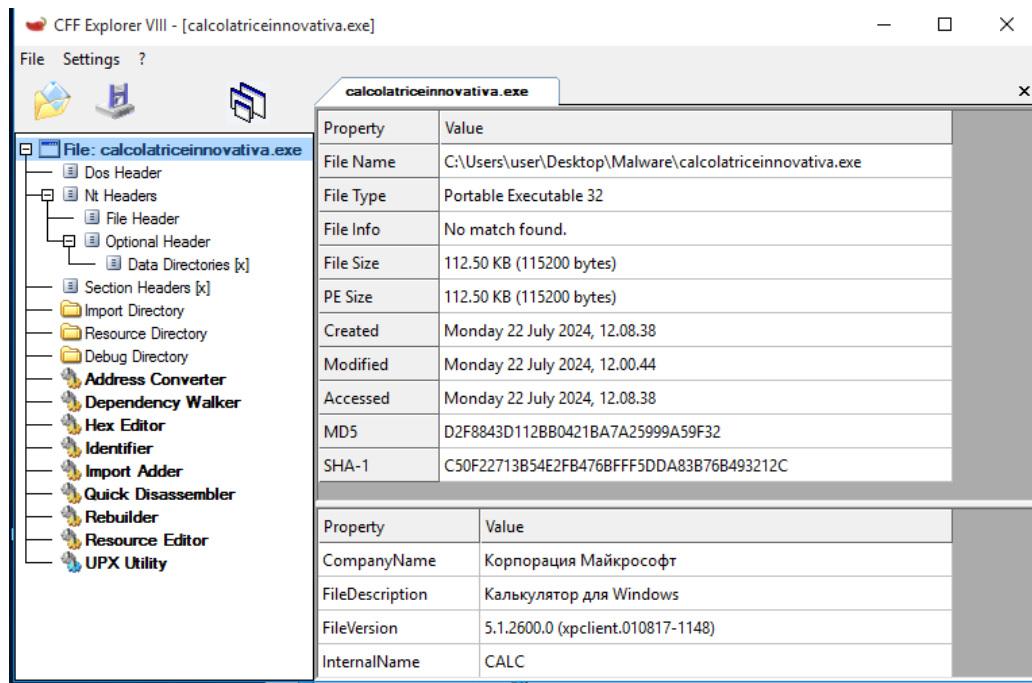 CFF Explorer VIII - [calcolatriceinnovativa.exe]
File Settings ?
calcolatriceinnovativa.exe
File: calcolatriceinnovativa.exe
Dos Header
Nt Headers
File Header
Optional Header
Data Directories [x]
Section Headers [x]
Import Directory
Resource Directory
Debug Directory
Address Converter
Dependency Walker
Hex Editor
Identifier
Import Adder
Quick Disassembler
Rebuilder
Resource Editor
UPX Utility
Property Value
File Name C:\Users\user\Desktop\Malware\calcolatriceinnovativa.exe
File Type Portable Executable 32
File Info No match found.
File Size 112.50 KB (115200 bytes)
PE Size 112.50 KB (115200 bytes)
Created Monday 22 July 2024, 12.08.38
Modified Monday 22 July 2024, 12.00.44
Accessed Monday 22 July 2024, 12.08.38
MD5 D2F8843D112BB0421BA7A25999A59F32
SHA-1 C50F22713B54E2FB476BFFF5DDA83B76B493212C
Property Value
CompanyName Корпорация Майкрософт
FileDescription Калькулятор для Windows
FileVersion 5.1.2600.0 (xpclient.010817-1148)
InternalName CALC